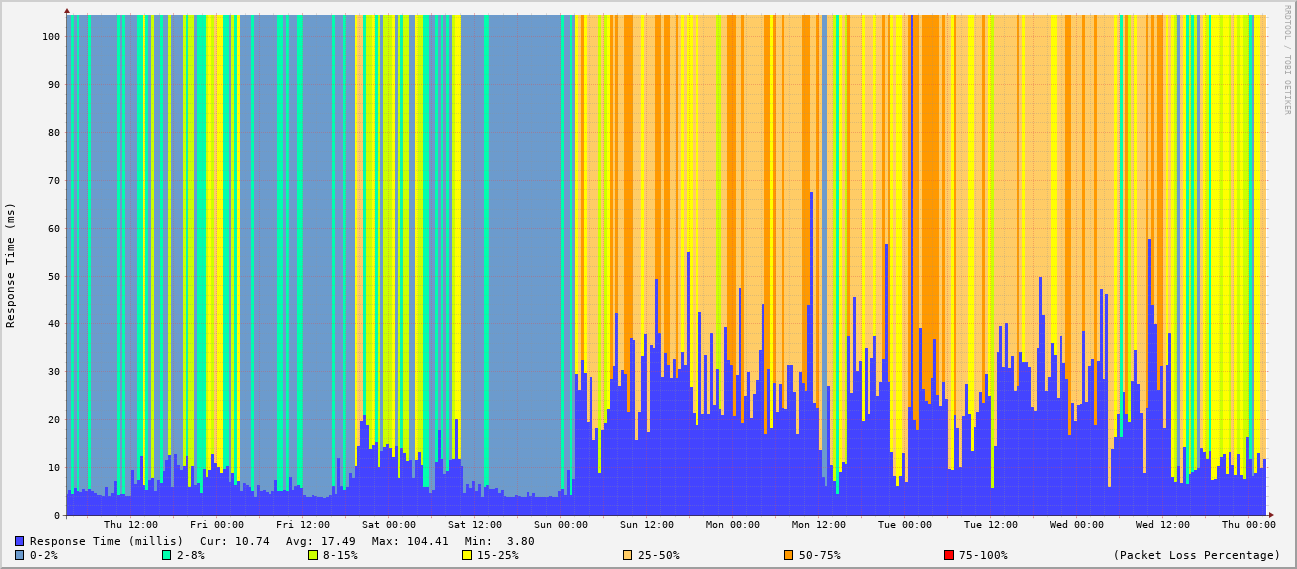 RRDTOOL / TOBI OETIKER
Response Time (ms)
100
90
80
70
60
50
40
30
20
10
0
Thu 12:00 Fri 00:00 Fri 12:00 Sat 00:00 Sat 12:00 Sun 00:00 Sun 12:00 Mon 00:00 Mon 12:00 Tue 00:00 Tue 12:00 Wed 00:00 Wed 12:00 Thu 00:00
Response Time (millis) Cur: 10.74 Avg: 17.49 Max: 104.41 Min: 3.80
0-2% 2-8% 8-15% 15-25% 25-50% 50-75% 75-100% (Packet Loss Percentage)